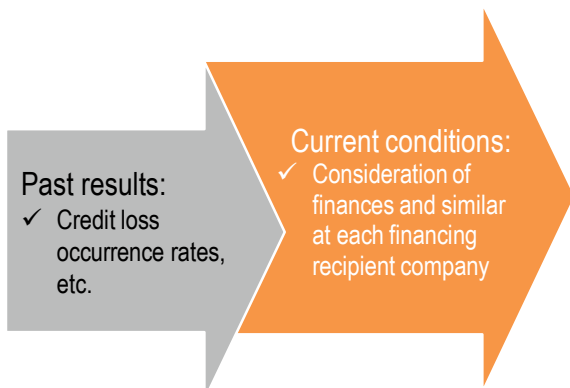 Past results:
✓ Credit loss
occurrence rates,
etc.
Current conditions:
✓ Consideration of
finances and similar
at each financing
recipient company